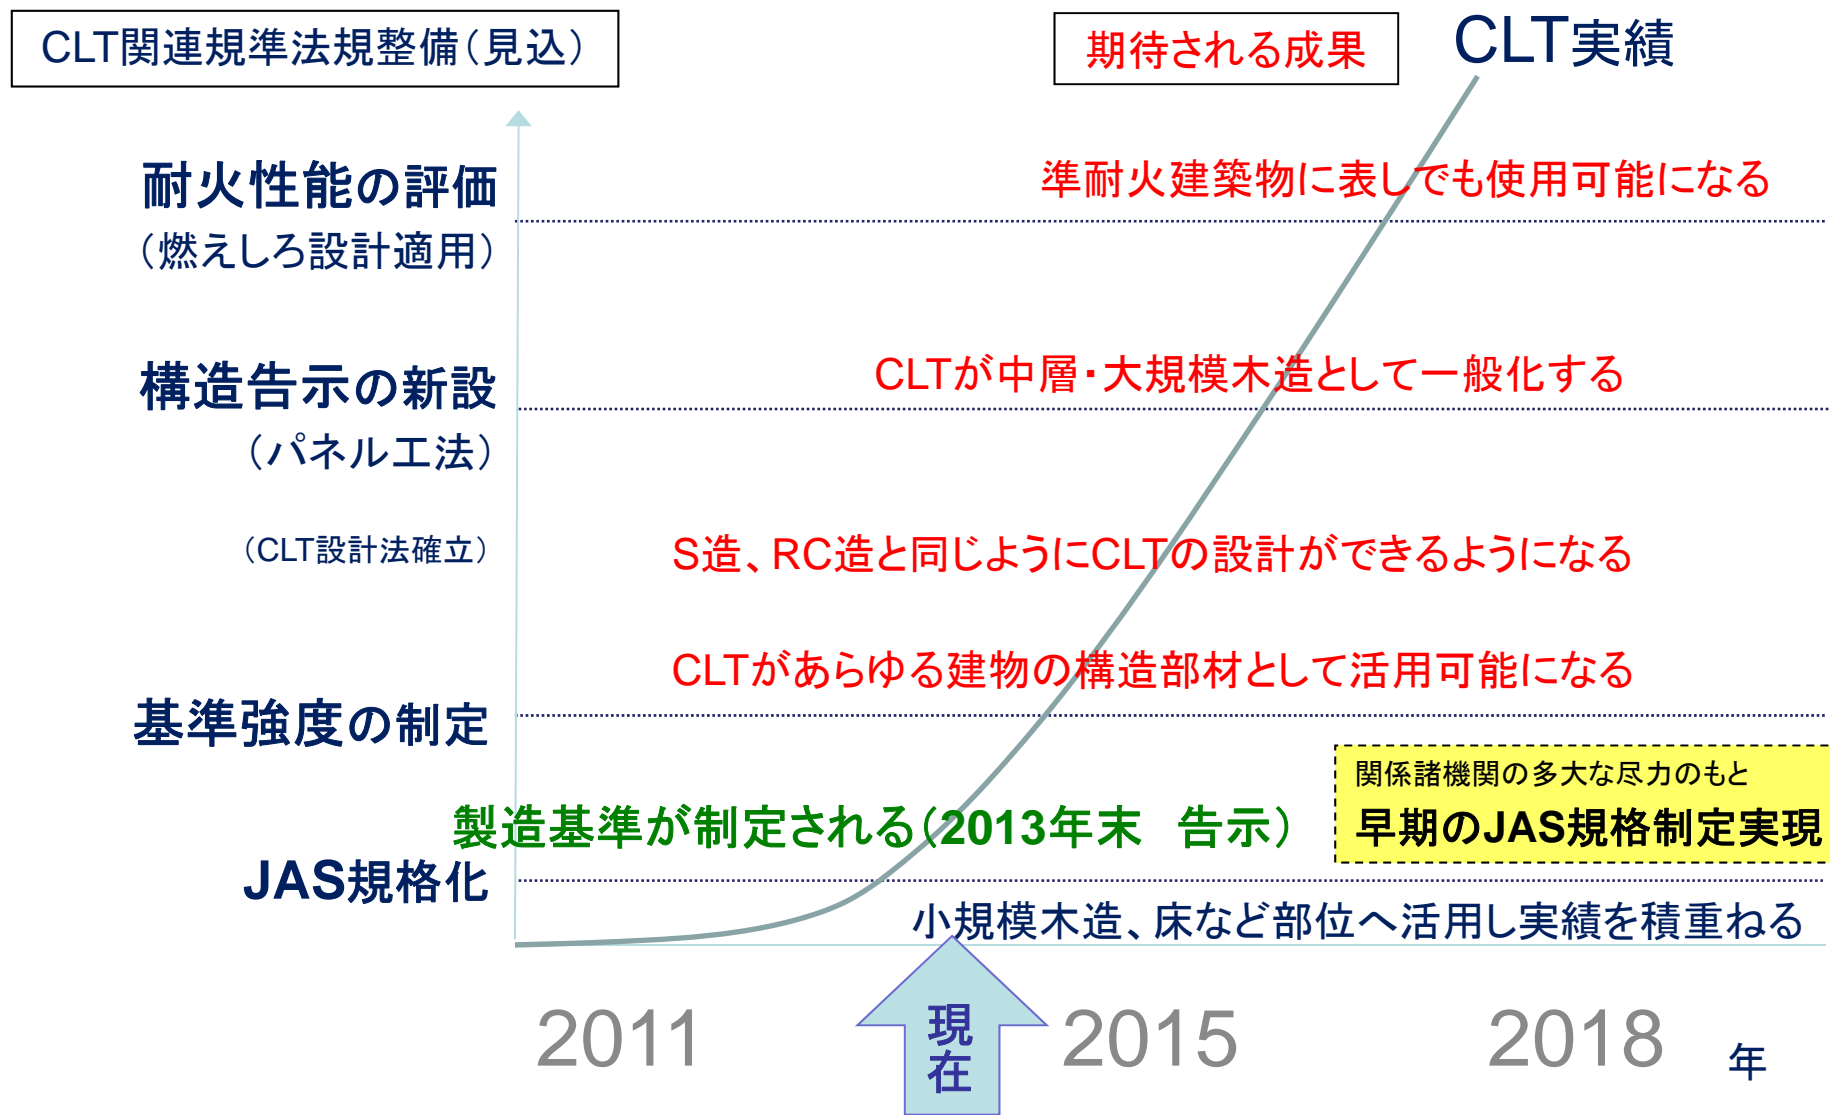 CLT関連規準法規整備（見込）
期待される成果
CLT実績
耐火性能の評価
（燃えしろ設計適用）
準耐火建築物に表しでも使用可能になる
構造告示の新設
（パネル工法）
CLTが中層・大規模木造として一般化する
（CLT設計法確立）
S造、RC造と同じようにCLTの設計ができるようになる
CLTがあらゆる建物の構造部材として活用可能になる
基準強度の制定
関係諸機関の多大な尽力のもと
早期のJAS規格制定実現
製造基準が制定される（2013年末　告示）
JAS規格化
小規模木造、床など部位へ活用し実績を積重ねる
現在
2011
2015
2018
年